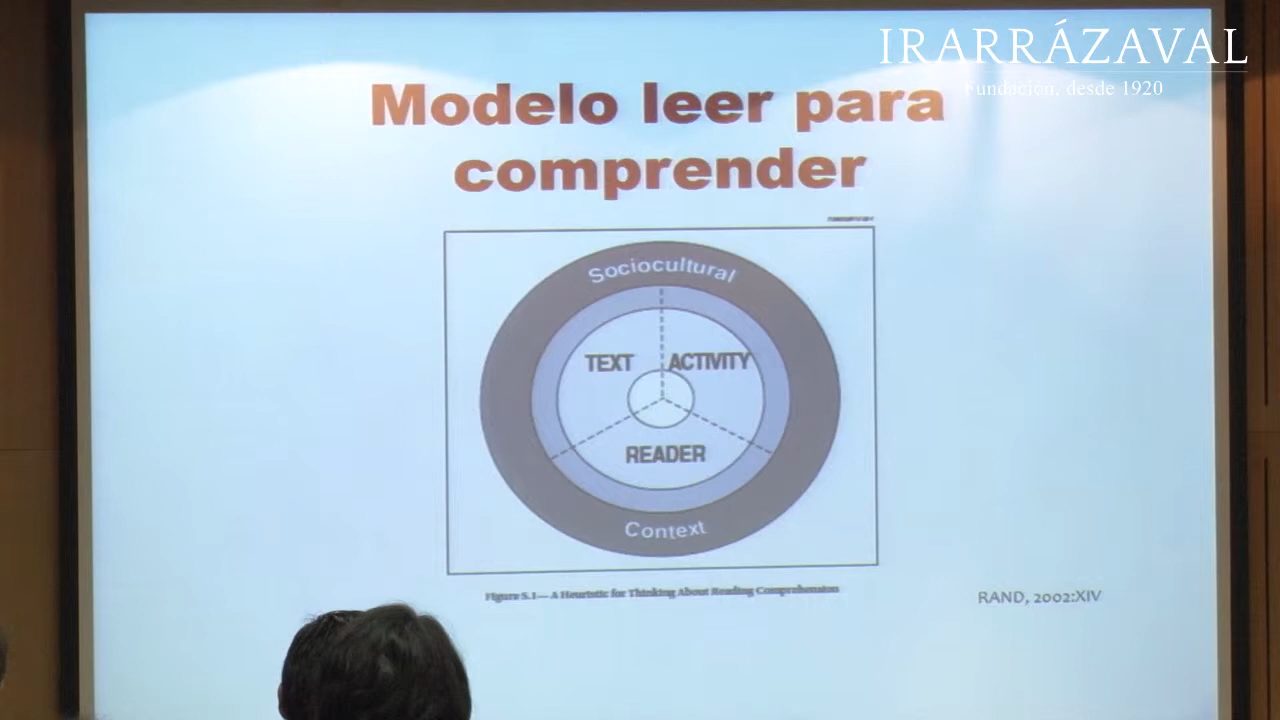 IRARRÁZAVAL
Fundación, desde 1920
Modelo leer para
comprender
Sociocultural
TEXT ACTIVITY
READER
Context
Figure S.1—A Heuristic for Thinking About Reading Comprehension
RAND, 2002:XIV